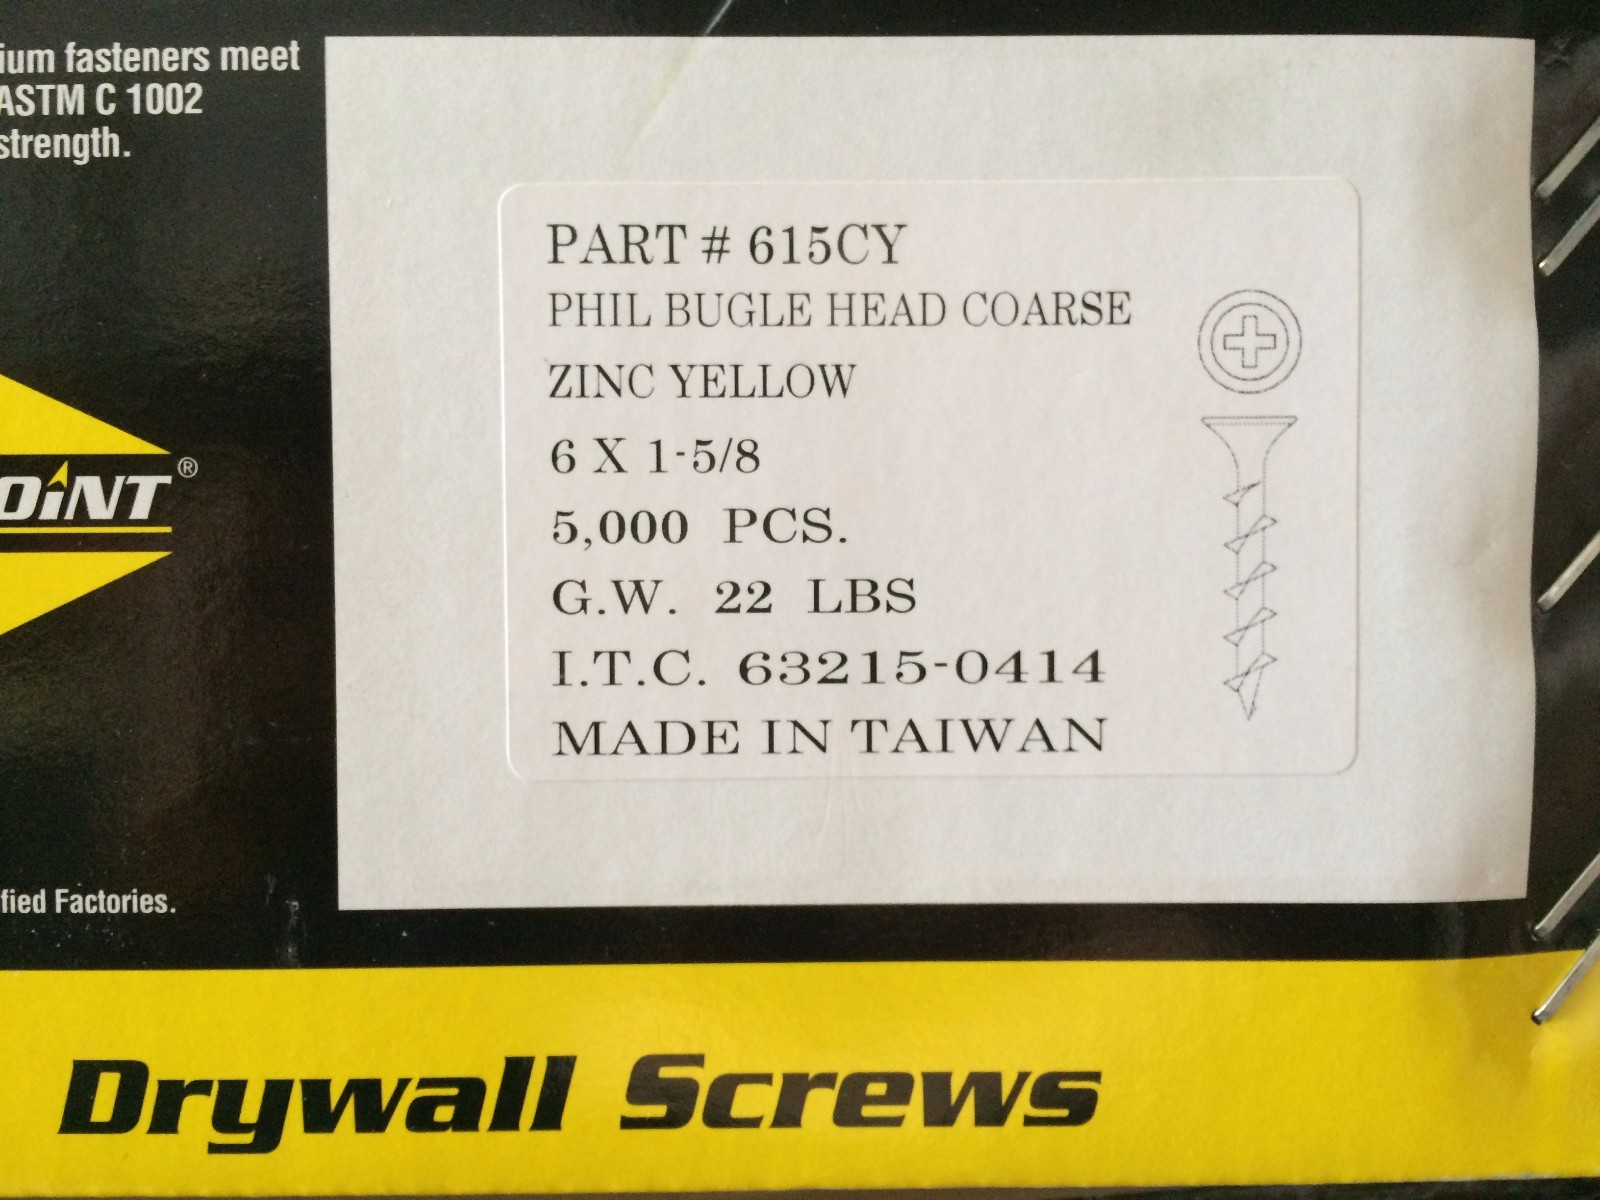 ium fasteners meet
ASTM C 1002
strength.
PART # 615CY
PHIL BUGLE HEAD COARSE
ZINC YELLOW
6 X 1-5/8
5,000 PCS.
G.W. 22 LBS
I.T.C. 63215-0414
MADE IN TAIWAN
OiNT®
fied Factories.
Drywall Screws